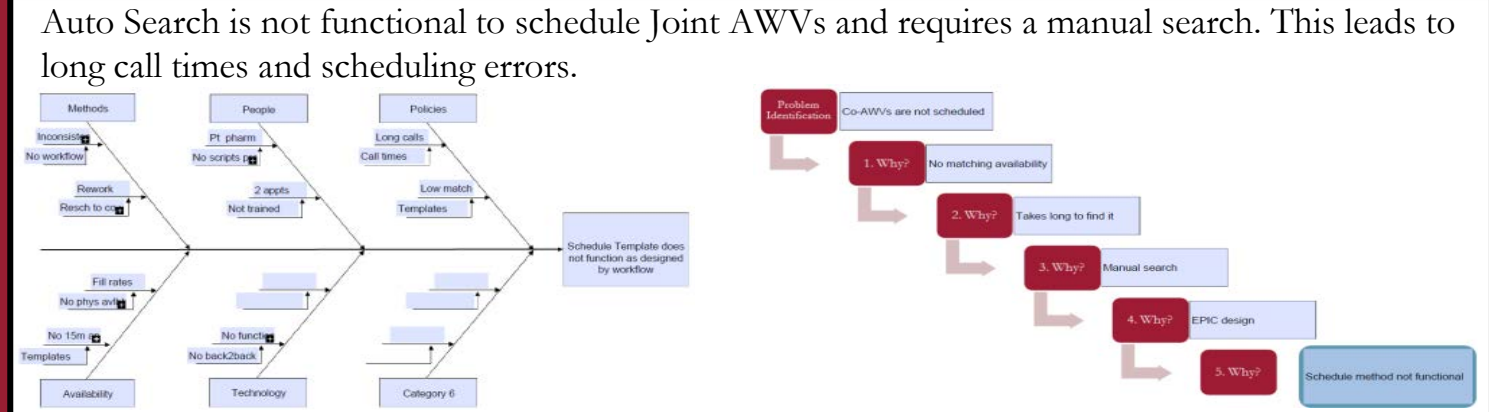 Auto Search is not functional to schedule Joint AWVs and requires a manual search. This leads to
long call times and scheduling errors.
Methods
People
Policies
No workflow
Rework
Resch to
Pt pharm
No scripts
2 appts
Not trained
Long calls
Call times
Low match
Templates
Schedule Template does
not function as designed
by workflow
Fill rates
No phys
No 15m
Templates
No back2back
Availability
Technology
Category 6
Problem
Identification
Co-AWVs are not scheduled
1. Why?
No matching availability
2. Why?
Takes long to find it
3. Why?
Manual search
4. Why?
EPIC design
5. Why?
Schedule method not functional